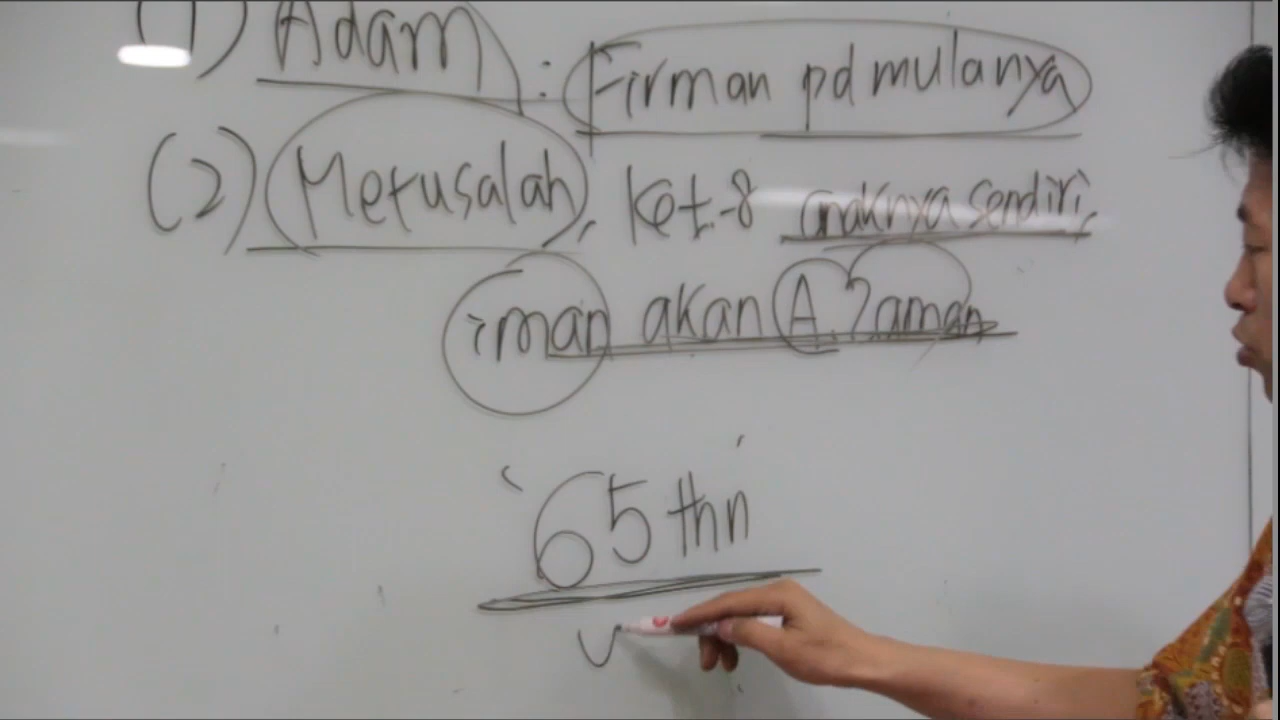 (1) Adam : Firman pd mulanya
(2) Metusalah, Ket-8 anaknya sendiri,
iman akan A. Zaman
65 thn